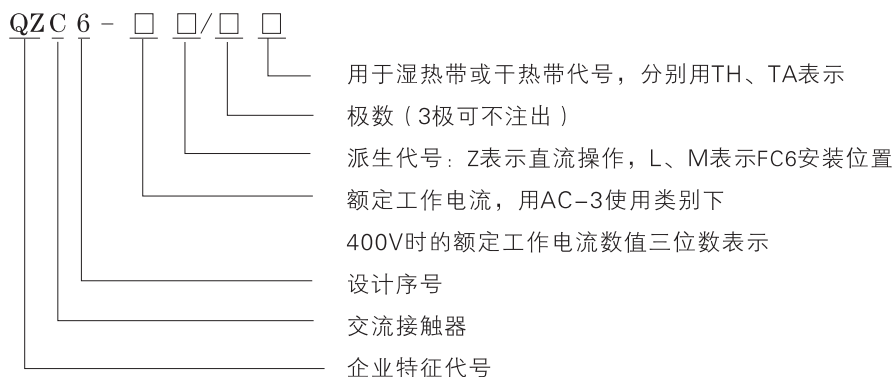 QZC6-□ □/□ □
用于湿热带或干热带代号，分别用TH、TA表示
极数（3极可不注出）
派生代号：Z表示直流操作，L、M表示FC6安装位置
额定工作电流，用AC-3使用类别下
400V时的额定工作电流数值三位数表示
设计序号
交流接触器
企业特征代号